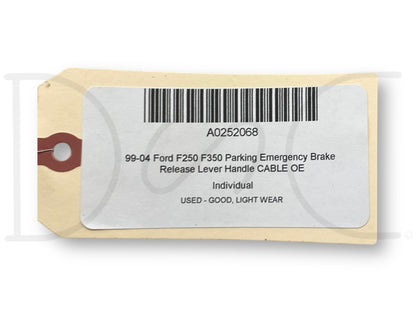 A0252068
99-04 Ford F250 F350 Parking Emergency Brake
Release Lever Handle CABLE OE
Individual
USED - GOOD, LIGHT WEAR